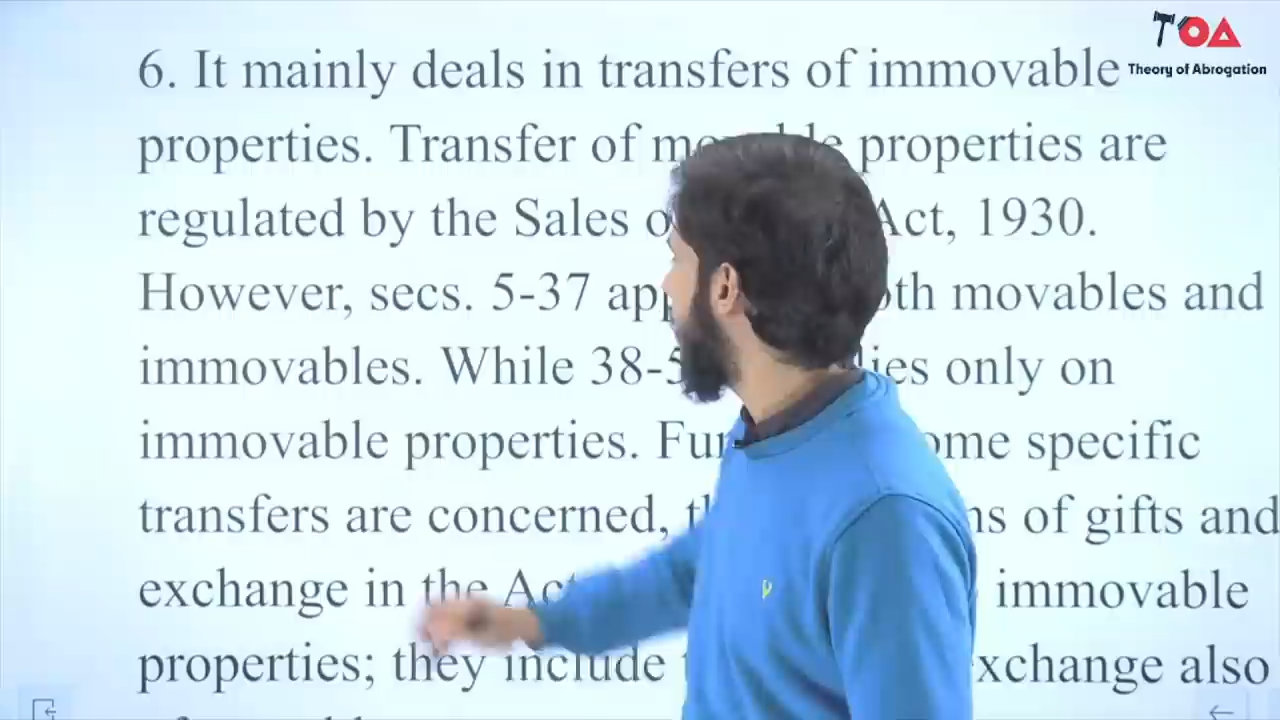 TOA
Theory of Abrogation
6. It mainly deals in transfers of immovable
properties. Transfer of properties are
regulated by the Sales Act, 1930.
However, secs. 5-37 movables and
immovables. While only on
immovable properties. specific
transfers are concerned, of gifts and
exchange in the immovable
properties; they include exchange also